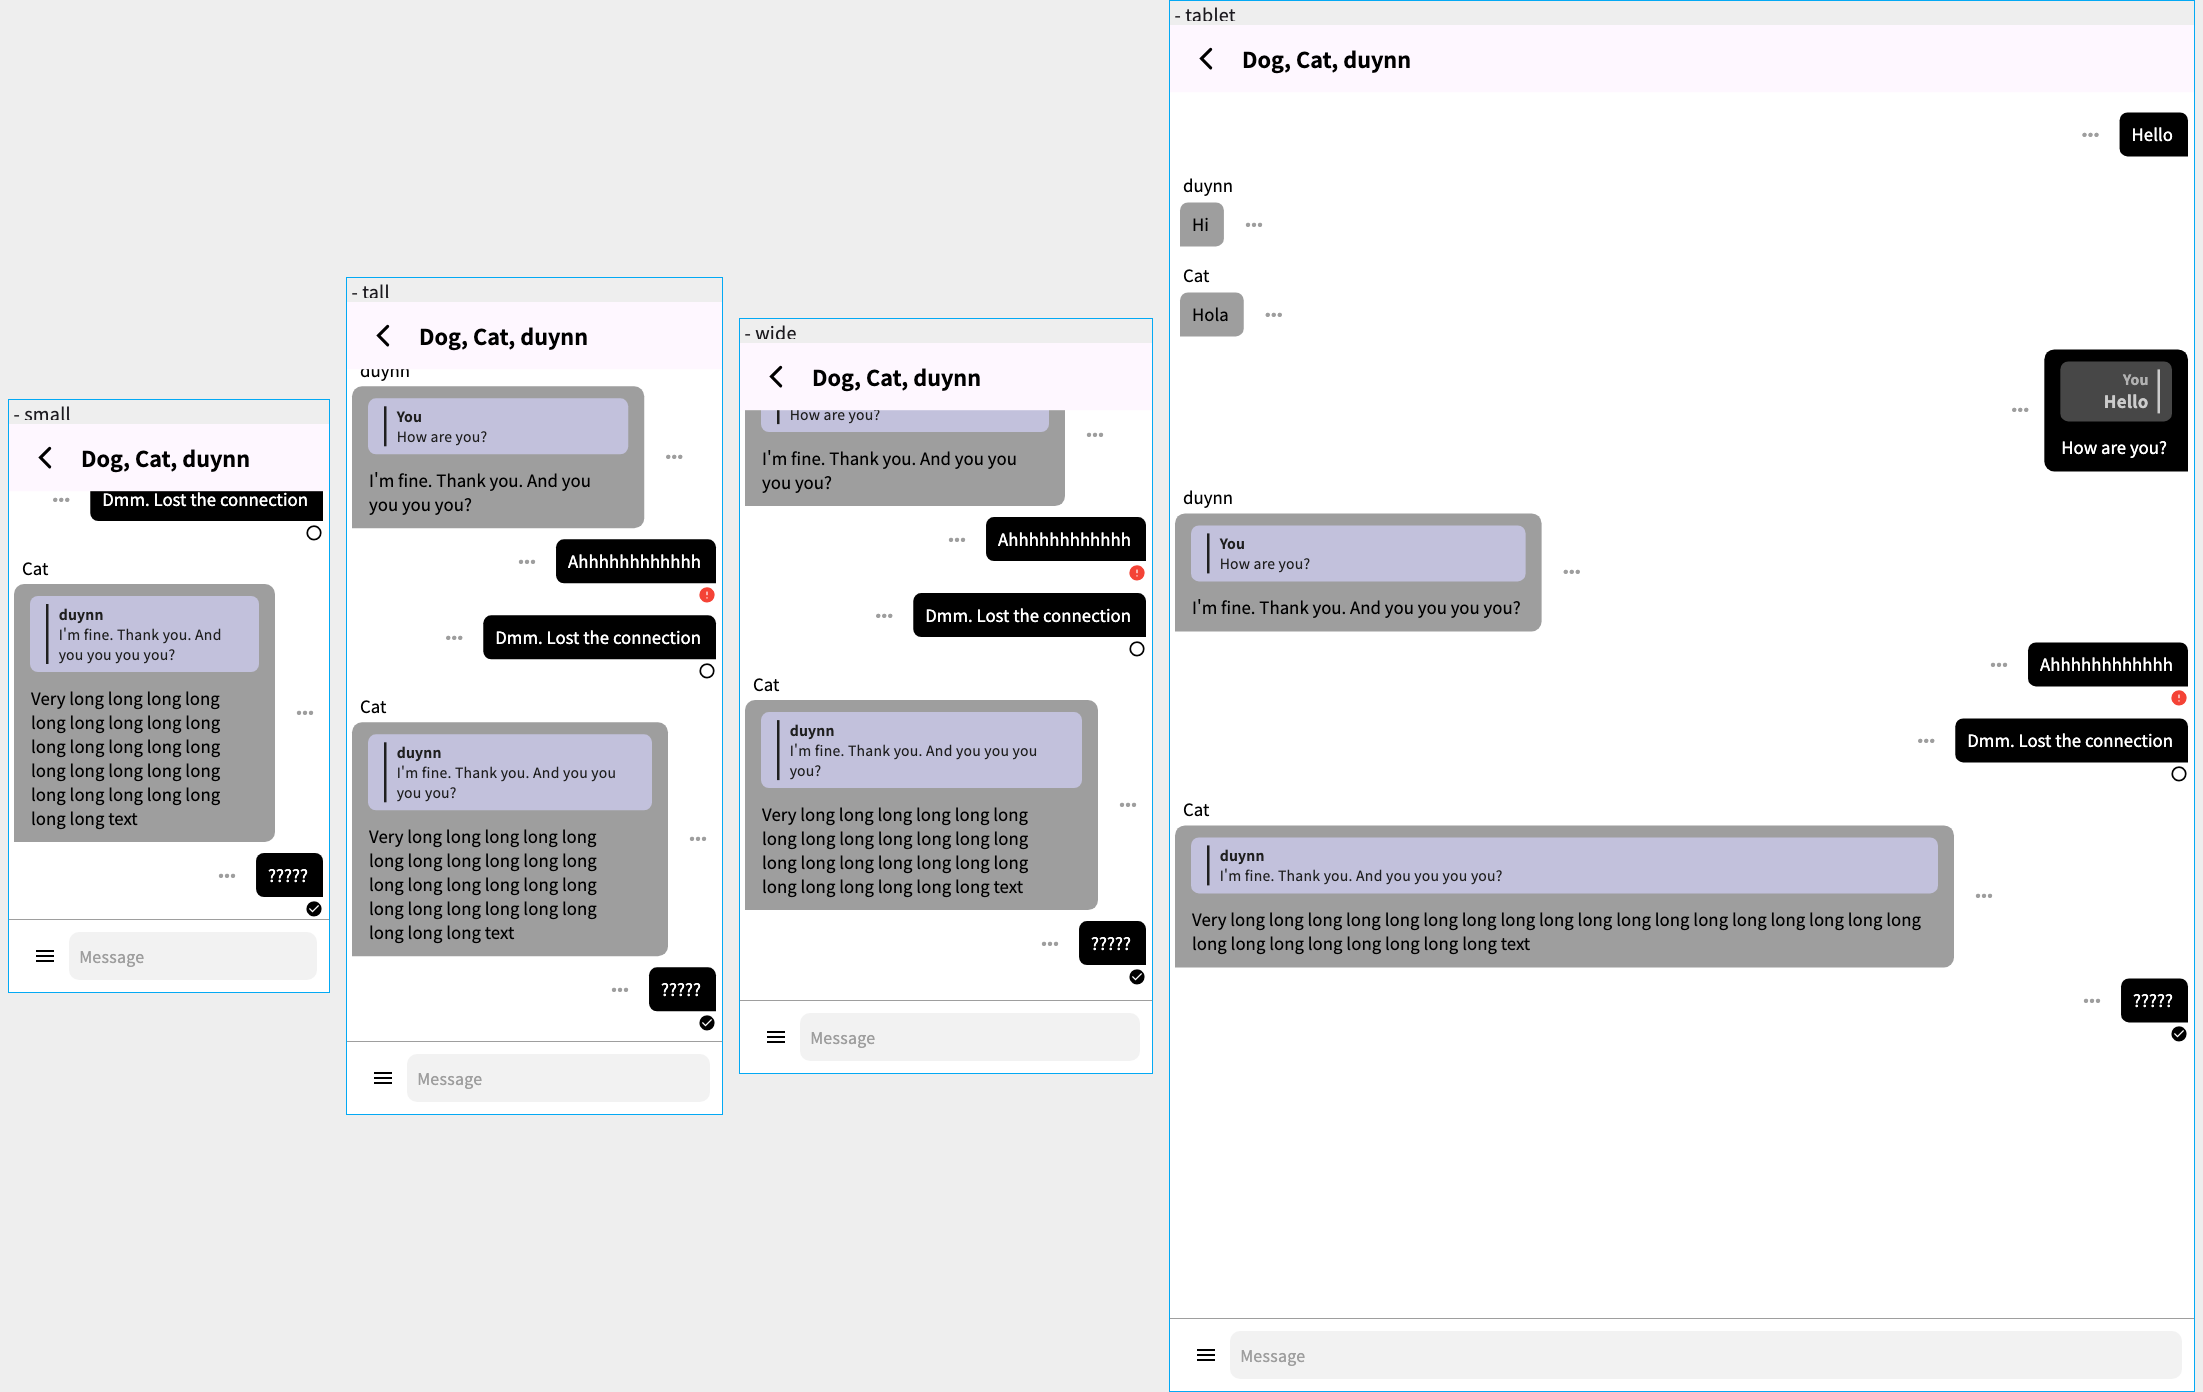 - small
Dog, Cat, duynn
Dmm. Lost the connection
Cat
duynn
I'm fine. Thank you. And
you you you you?
Very long long long long
long long long long long
long long long long long
long long long long long
long long long long long
long long text
?????
Message
- tall
Dog, Cat, duynn
duynn
You
How are you?
I'm fine. Thank you. And you
you you you?
Ahhhhhhhhhhhh
Dmm. Lost the connection
Cat
duynn
I'm fine. Thank you. And you you
you you?
Very long long long long long
long long long long long long
long long long long long long
long long long long long long
long long long text
?????
Message
- wide
Dog, Cat, duynn
How are you?
I'm fine. Thank you. And you you
you you?
Ahhhhhhhhhhhh
Dmm. Lost the connection
Cat
duynn
I'm fine. Thank you. And you you you
you?
Very long long long long long long
long long long long long long long
long long long long long long long
long long long long long long text
?????
Message
- tablet
Dog, Cat, duynn
Hello
duynn
Hi
Cat
Hola
You
Hello
How are you?
duynn
You
How are you?
I'm fine. Thank you. And you you you you?
Ahhhhhhhhhhhh
Dmm. Lost the connection
Cat
duynn
I'm fine. Thank you. And you you you you?
Very long long long long long long long long long long long long long long long long long long
long long long long long long long long text
?????
Message